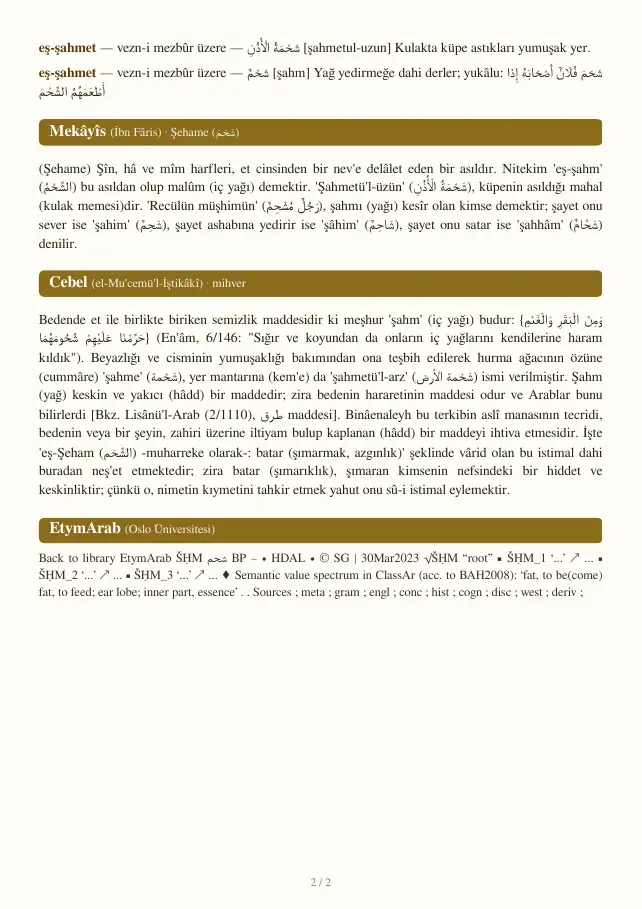 eş-şahmet — vezn-i mezbûr üzere — شَحْمَةُ الْأُذُنِ [şahmetul-uzun] Kulakta küpe astıkları yumuşak yer.
eş-şahmet — vezn-i mezbûr üzere — شَحْمٌ [şahm] Yağ yedirmeğe dahi derler; yukâlu: شَحَمَ فُلَانٌ أَصْحَابَهُ إِذَا
أَطْعَمَهُمُ الشَّحْمَ
Mekâyîs (İbn Fâris) · Şehame (شَحَمَ)
(Şehame) Şîn, hâ ve mîm harfleri, et cinsinden bir nev'e delâlet eden bir asıldır. Nitekim 'eş-şahm'
(الشَّحْمُ) bu asıldan olup malûm (iç yağı) demektir. 'Şahmetü'l-üzün' (شَحْمَةُ الْأُذُنِ), küpenin asıldığı mahal
(kulak memesi)dir. 'Recülün müşhimün' (رَجُلٌ مُشْحِمٌ), şahmı (yağı) kesîr olan kimse demektir; şayet onu
sever ise 'şahim' (شَحِمٌ), şayet ashabına yedirir ise 'şâhim' (شَاحِمٌ), şayet onu satar ise 'şahhâm' (شَحَّامٌ)
denilir.
Cebel (el-Mu'cemü'l-İştikâkî) · mihver
Bedende et ile birlikte biriken semizlik maddesidir ki meşhur 'şahm' (iç yağı) budur: {وَمِنَ الْبَقَرِ وَالْغَنَمِ
حَرَّمْنَا عَلَيْهِمْ شُحُومَهُمَا} (En'âm, 6/146: "Sığır ve koyundan da onların iç yağlarını kendilerine haram
kıldık"). Beyazlığı ve cisminin yumuşaklığı bakımından ona teşbih edilerek hurma ağacının özüne
(cummâre) 'şahme' (شَحْمة), yer mantarına (kem'e) da 'şahmetü'l-arz' (شَحْمة الأرض) ismi verilmiştir. Şahm
(yağ) keskin ve yakıcı (hâdd) bir maddedir; zira bedenin hararetinin maddesi odur ve Arablar bunu
bilirlerdi [Bkz. Lisânü'l-Arab (2/1110), طرق maddesi]. Binâenaleyh bu terkibin aslî manasının tecridi,
bedenin veya bir şeyin, zahiri üzerine iltiyam bulup kaplanan (hâdd) bir maddeyi ihtiva etmesidir. İşte
'eş-Şeham (الشَّحَم) -muharreke olarak-: batar (şımarmak, azgınlık)' şeklinde vârid olan bu istimal dahi
buradan neş'et etmektedir; zira batar (şımarıklık), şımaran kimsenin nefsindeki bir hiddet ve
keskinliktir; çünkü o, nimetin kıymetini tahkir etmek yahut onu sû-i istimal eylemektir.
EtymArab (Oslo Üniversitesi)
Back to library EtymArab ŠḤM شحم BP – • HDAL • © SG | 30Mar2023 √ŠḤM “root” ▪ ŠḤM_1 ‘...’ ↗ ... ▪
ŠḤM_2 ‘...’ ↗ ... ▪ ŠḤM_3 ‘...’ ↗ ... ♦ Semantic value spectrum in ClassAr (acc. to BAH2008): ‘fat, to be(come)
fat, to feed; ear lobe; inner part, essence’ . . Sources ; meta ; gram ; engl ; conc ; hist ; cogn ; disc ; west ; deriv ;
2 / 2